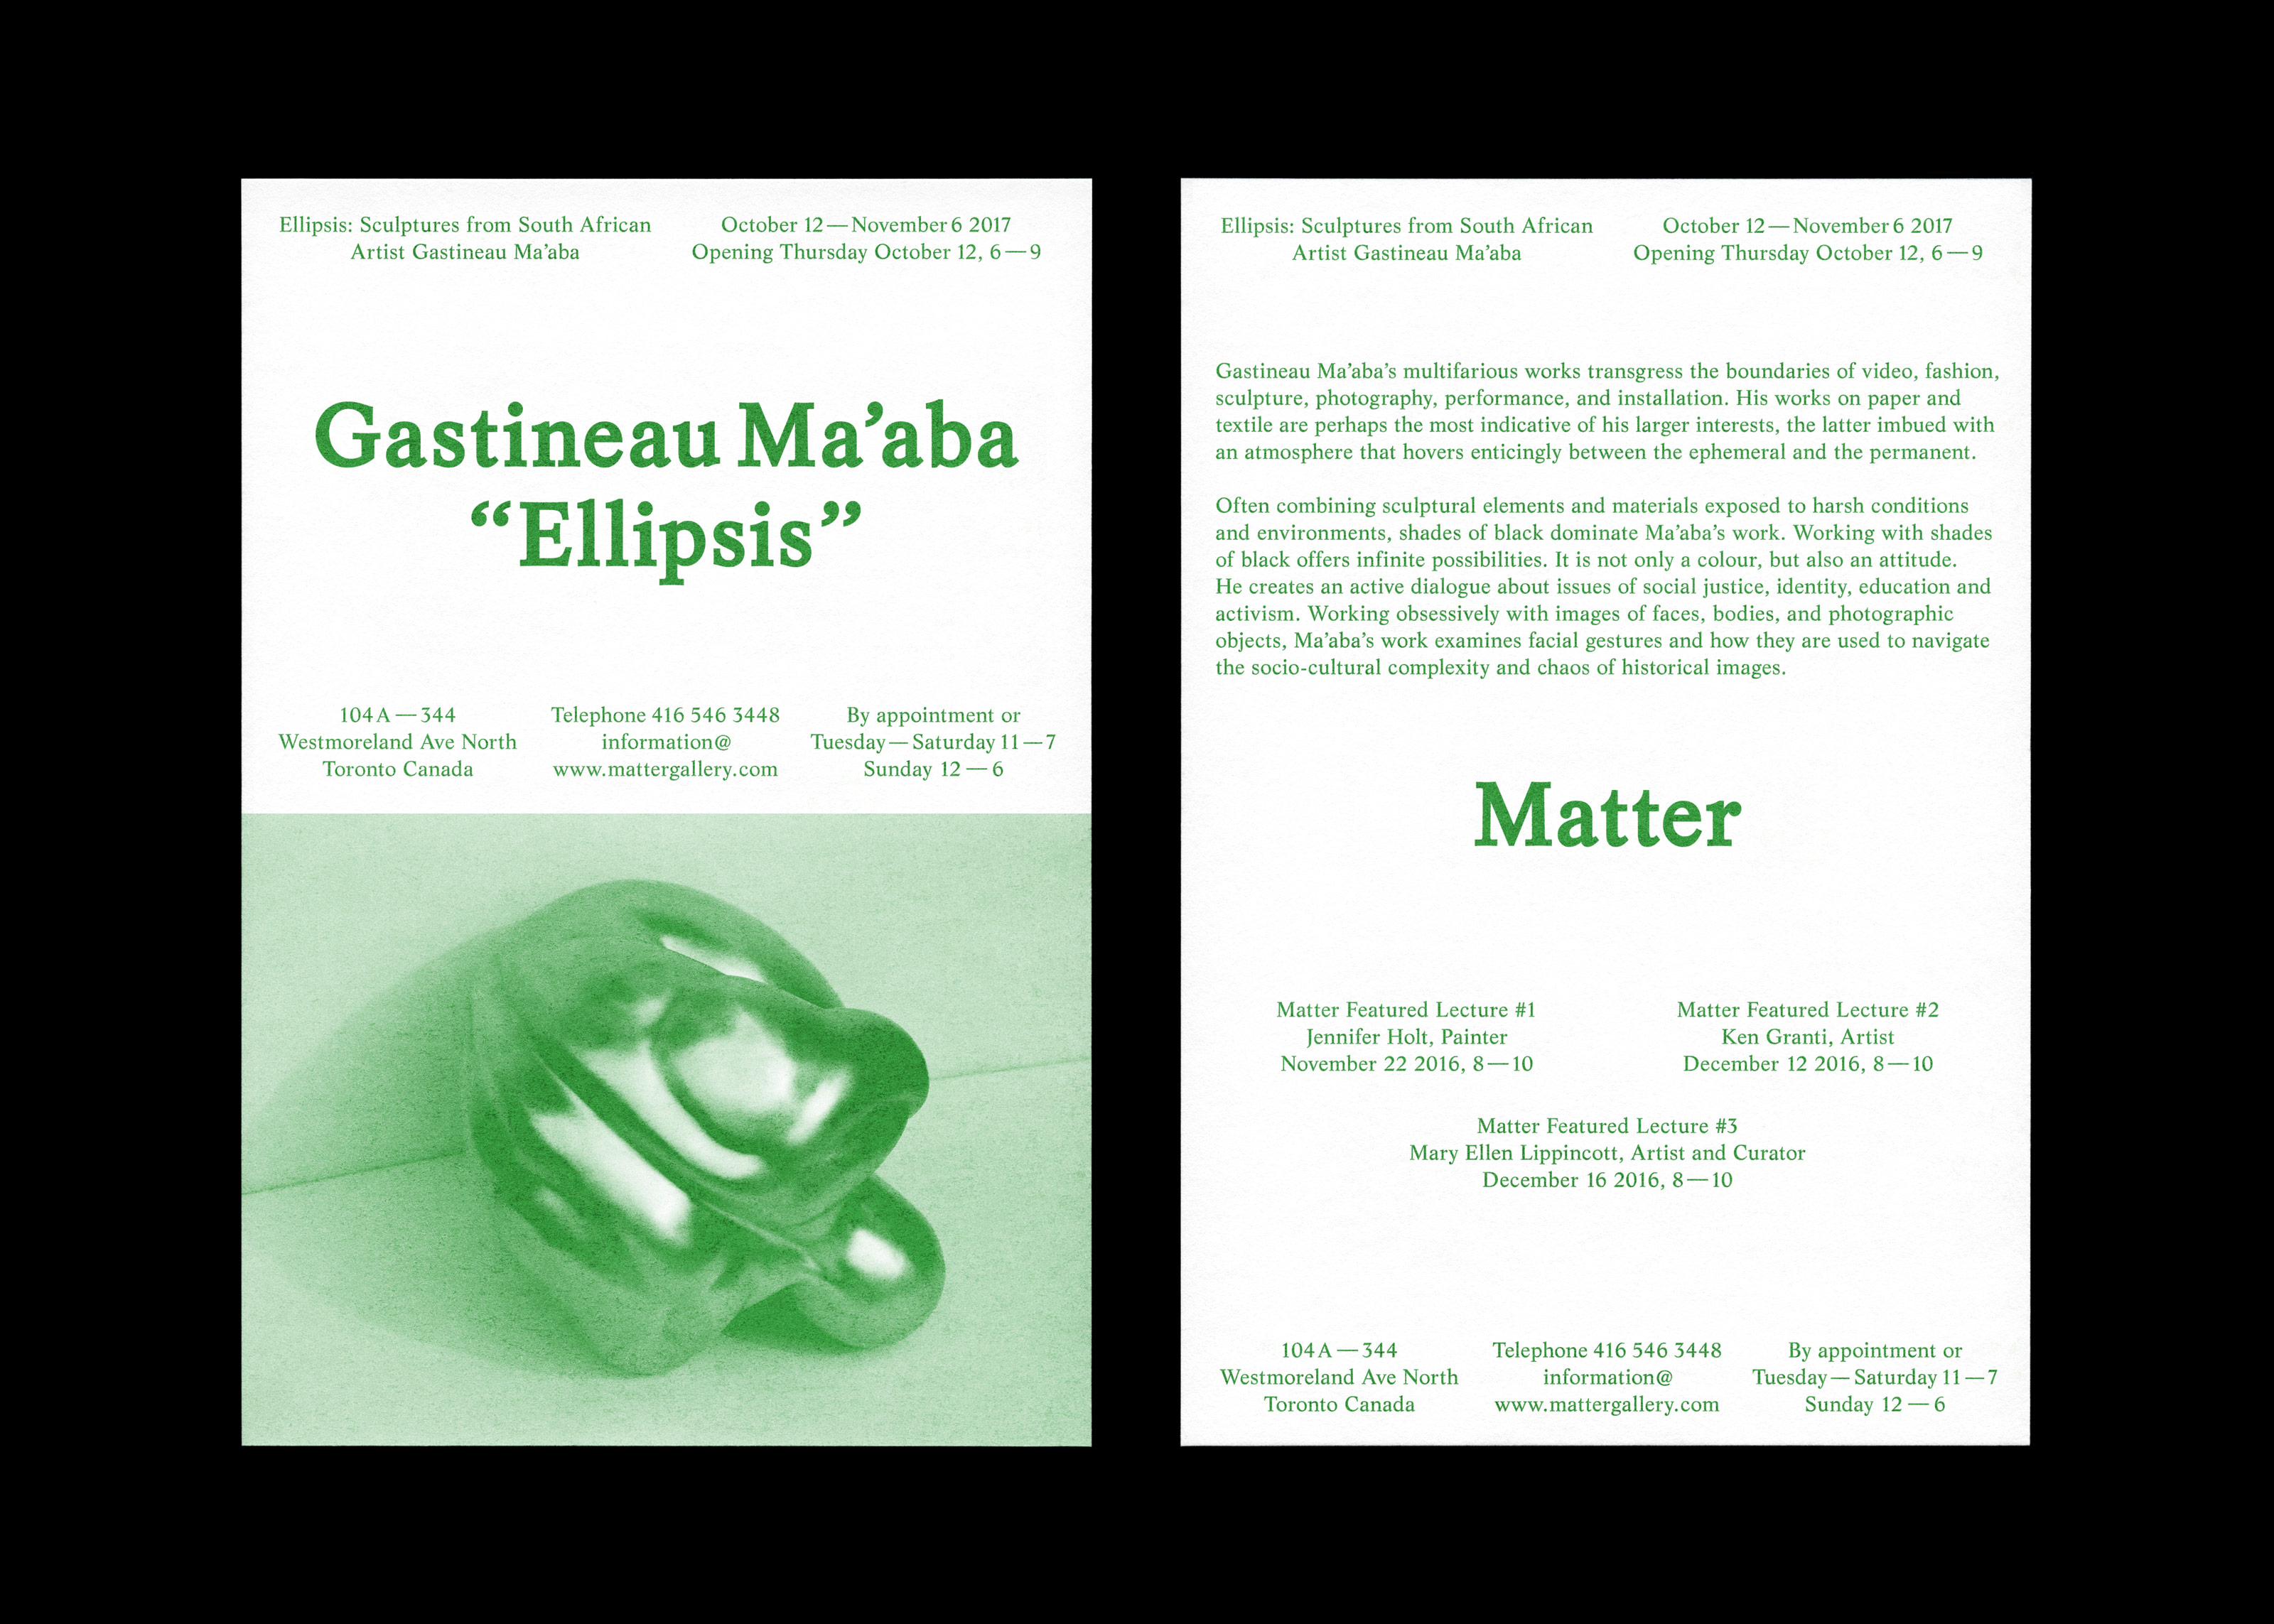 Ellipsis: Sculptures from South African
Artist Gastineau Ma’aba
October 12 — November 6 2017
Opening Thursday October 12, 6 — 9
Gastineau Ma’aba
“Ellipsis”
104 A — 344
Westmoreland Ave North
Toronto Canada
Telephone 416 546 3448
information@
www.mattergallery.com
By appointment or
Tuesday — Saturday 11 — 7
Sunday 12 — 6
Ellipsis: Sculptures from South African
Artist Gastineau Ma’aba
October 12 — November 6 2017
Opening Thursday October 12, 6 — 9
Gastineau Ma’aba’s multifarious works transgress the boundaries of video, fashion,
sculpture, photography, performance, and installation. His works on paper and
textile are perhaps the most indicative of his larger interests, the latter imbued with
an atmosphere that hovers enticingly between the ephemeral and the permanent.
Often combining sculptural elements and materials exposed to harsh conditions
and environments, shades of black dominate Ma’aba’s work. Working with shades
of black offers infinite possibilities. It is not only a colour, but also an attitude.
He creates an active dialogue about issues of social justice, identity, education and
activism. Working obsessively with images of faces, bodies, and photographic
objects, Ma’aba’s work examines facial gestures and how they are used to navigate
the socio-cultural complexity and chaos of historical images.
Matter
Matter Featured Lecture #1
Jennifer Holt, Painter
November 22 2016, 8 — 10
Matter Featured Lecture #2
Ken Granti, Artist
December 12 2016, 8 — 10
Matter Featured Lecture #3
Mary Ellen Lippincott, Artist and Curator
December 16 2016, 8 — 10
104 A — 344
Westmoreland Ave North
Toronto Canada
Telephone 416 546 3448
information@
www.mattergallery.com
By appointment or
Tuesday — Saturday 11 — 7
Sunday 12 — 6